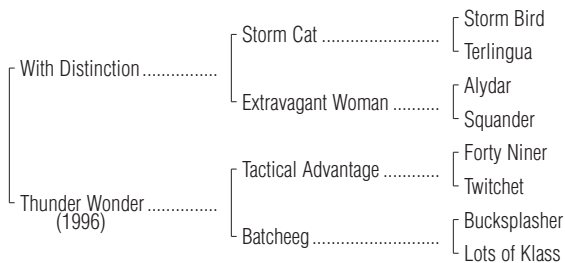 Storm Bird
Storm Cat ........................
Terlingua
With Distinction ...............
Alydar
Extravagant Woman ..........
Squander
Forty Niner
Tactical Advantage ............
Twitchet
Thunder Wonder ..............
(1996)
Bucksplasher
Batcheeg ..........................
Lots of Klass